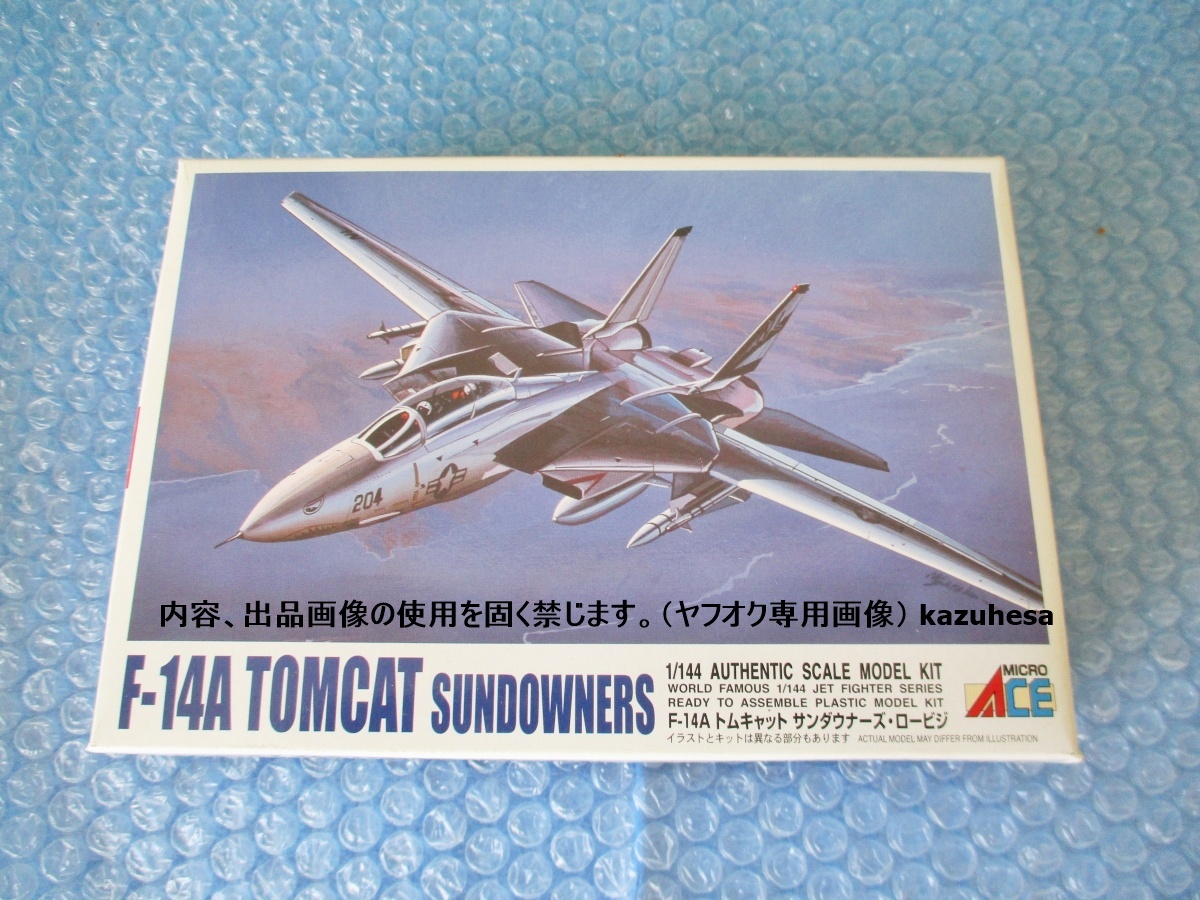 204
内容、出品画像の使用を固く禁じます。（ヤフオク専用画像） kazuhesa
F-14A TOMCAT SUNDOWNERS
1/144 AUTHENTIC SCALE MODEL KIT
WORLD FAMOUS 1/144 JET FIGHTER SERIES
READY TO ASSEMBLE PLASTIC MODEL KIT
F-14A トムキャット サンダウナーズ・ロービジ
イラストとキットは異なる部分もあります ACTUAL MODEL MAY DIFFER FROM ILLUSTRATION
MICRO
ACE